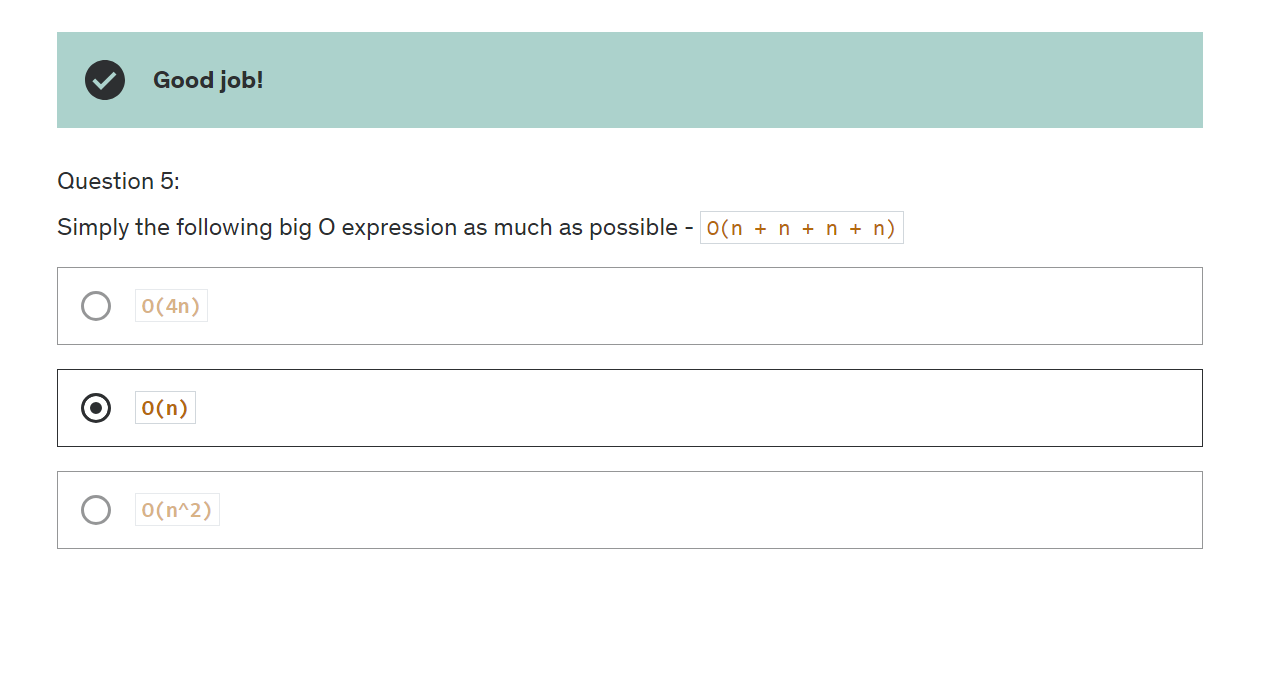 Good job!
Question 5:
Simply the following big O expression as much as possible - O(n + n + n + n)
O(4n)
O(n)
O(n^2)